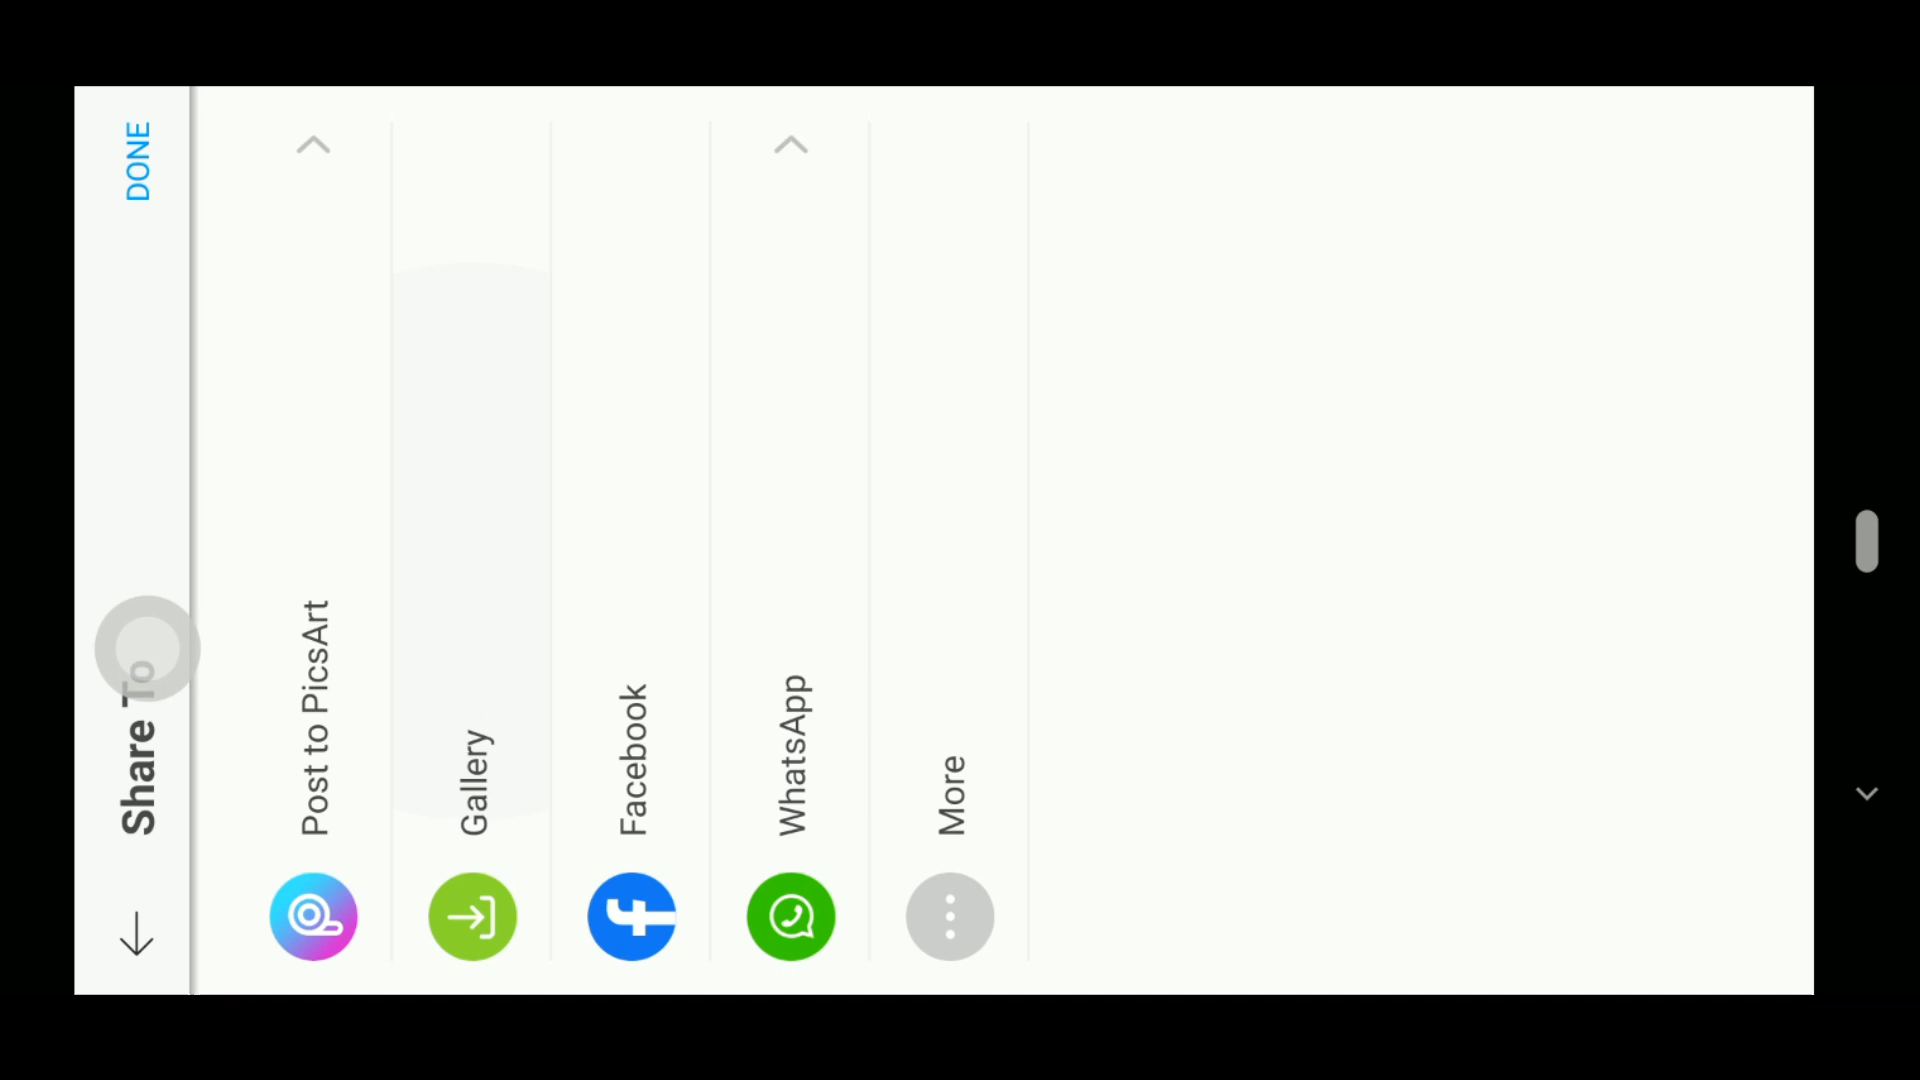 Share To
DONE
Post to PicsArt
Gallery
Facebook
WhatsApp
More